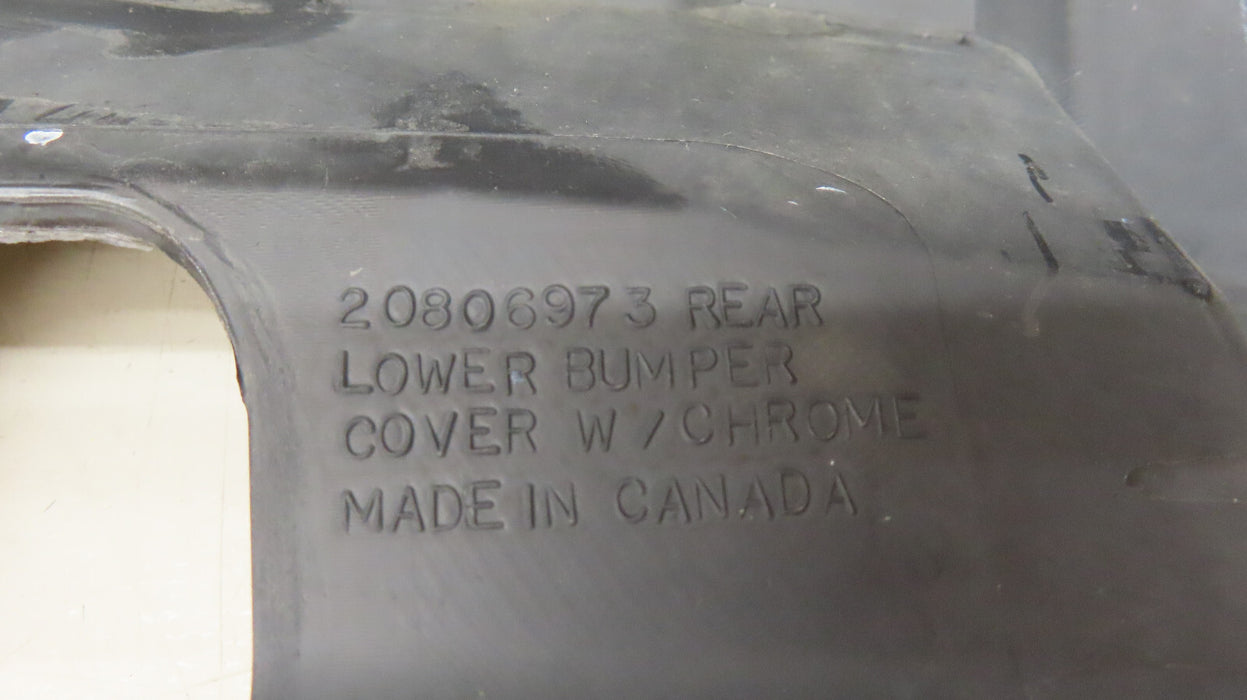 20806973 REAR
LOWER BUMPER
COVER W/CHROME
MADE IN CANADA